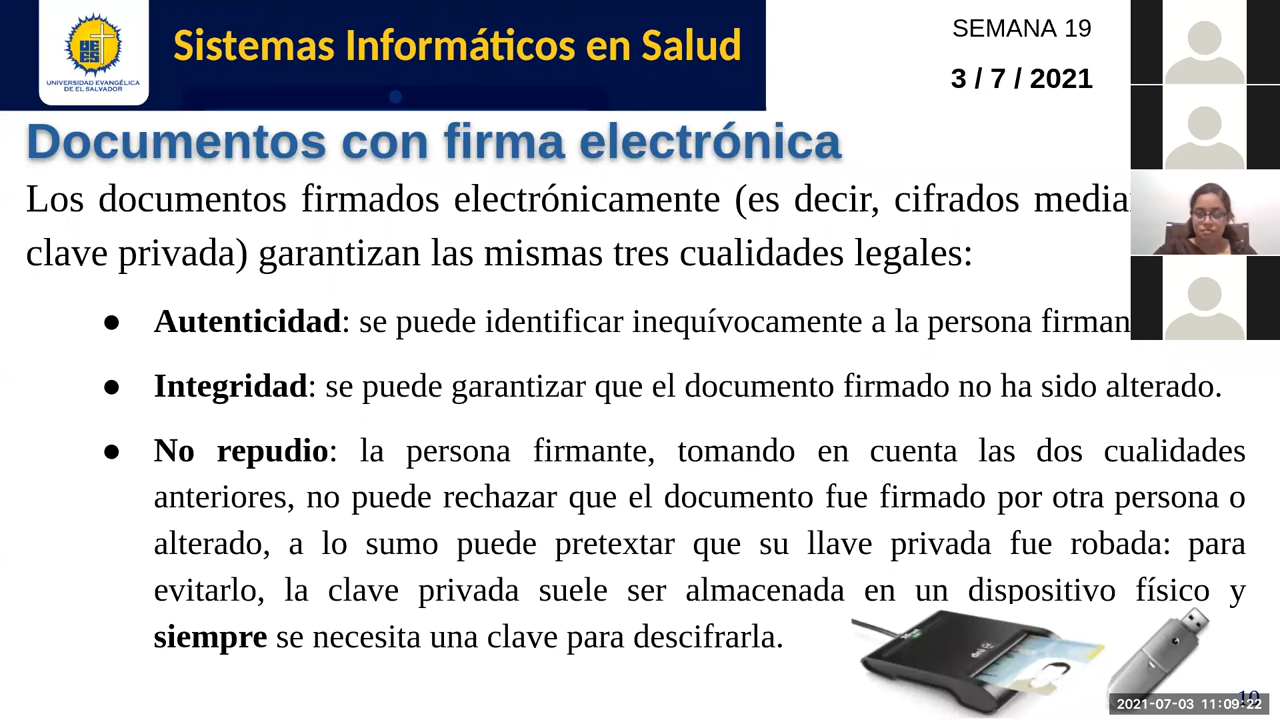 UNIVERSIDAD EVANGÉLICA
DE EL SALVADOR
Sistemas Informáticos en Salud
SEMANA 19
3 / 7 / 2021
Documentos con firma electrónica
Los documentos firmados electrónicamente (es decir, cifrados
clave privada) garantizan las mismas tres cualidades legales:
● Autenticidad: se puede identificar inequívocamente a la persona
● Integridad: se puede garantizar que el documento firmado no ha sido alterado.
● No repudio: la persona firmante, tomando en cuenta las dos cualidades
anteriores, no puede rechazar que el documento fue firmado por otra persona o
alterado, a lo sumo puede pretextar que su llave privada fue robada: para
evitarlo, la clave privada suele ser almacenada en un dispositivo físico y
siempre se necesita una clave para descifrarla.
2021-07-03 11:09:22